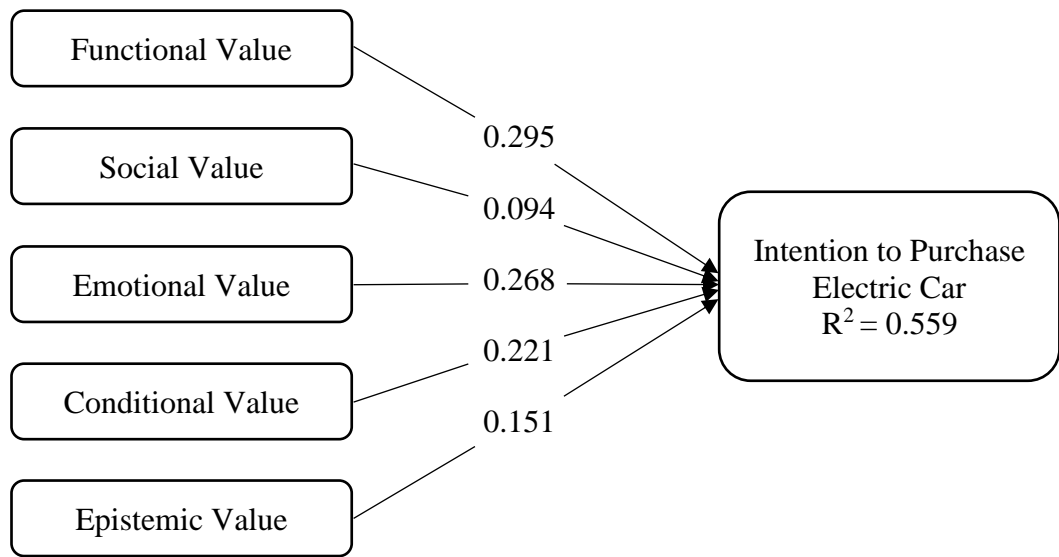 Functional Value
0.295
Social Value
0.094
Emotional Value
0.268
Conditional Value
0.221
Epistemic Value
0.151
Intention to Purchase
Electric Car
R² = 0.559